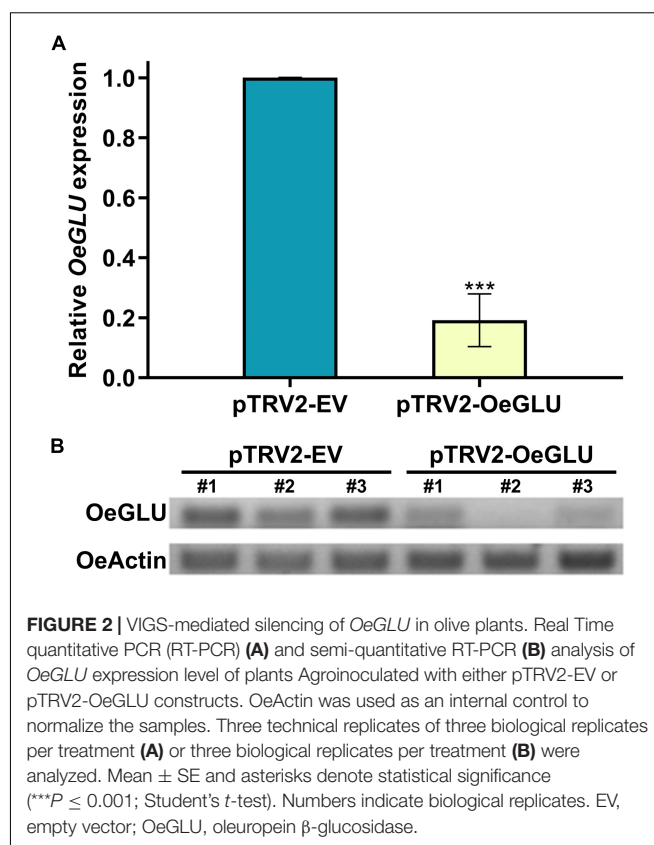 A
Relative OeGLU expression
1.0
0.8
0.6
0.4
0.2
0.0
***
pTRV2-EV pTRV2-OeGLU
B
pTRV2-EV pTRV2-OeGLU
#1 #2 #3 #1 #2 #3
OeGLU
OeActin
FIGURE 2 | VIGS-mediated silencing of OeGLU in olive plants. Real Time
quantitative PCR (RT-PCR) (A) and semi-quantitative RT-PCR (B) analysis of
OeGLU expression level of plants Agroinoculated with either pTRV2-EV or
pTRV2-OeGLU constructs. OeActin was used as an internal control to
normalize the samples. Three technical replicates of three biological replicates
per treatment (A) or three biological replicates per treatment (B) were
analyzed. Mean ± SE and asterisks denote statistical significance
(***P ≤ 0.001; Student's t-test). Numbers indicate biological replicates. EV,
empty vector; OeGLU, oleuropein β-glucosidase.